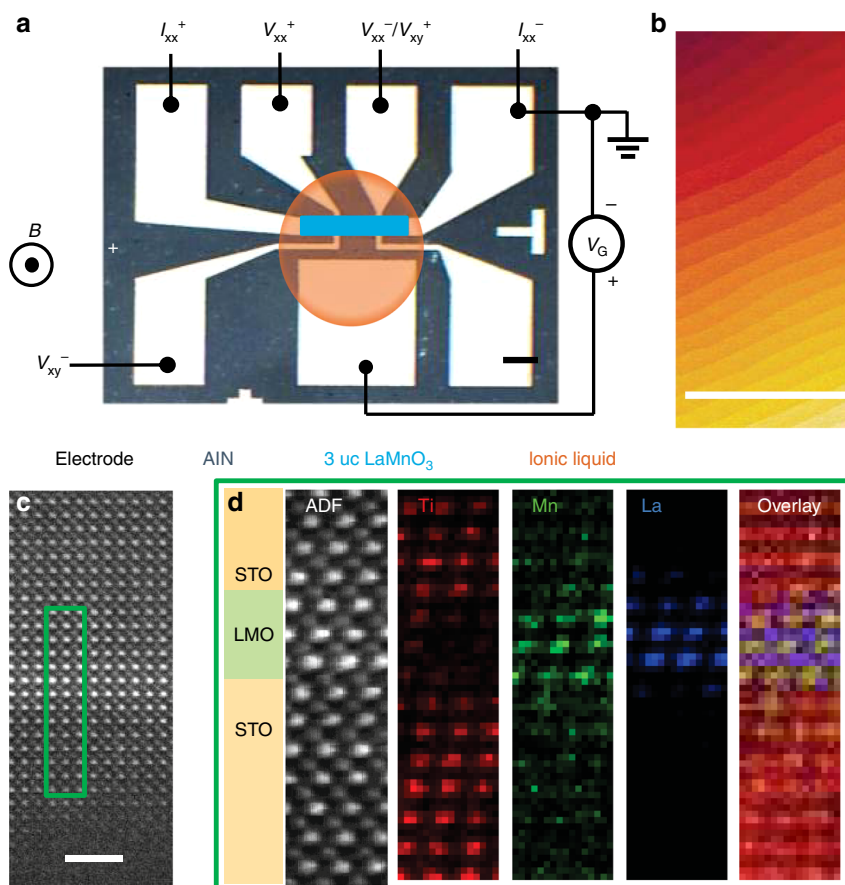 a
b
I_xx^+
V_xx^+
V_xx^-/V_xy^+
I_xx^-
B
+
−
V_G
+
V_xy^-
Electrode
AlN
3 uc LaMnO₃
Ionic liquid
c
d
ADF
Ti
Mn
La
Overlay
STO
LMO
STO